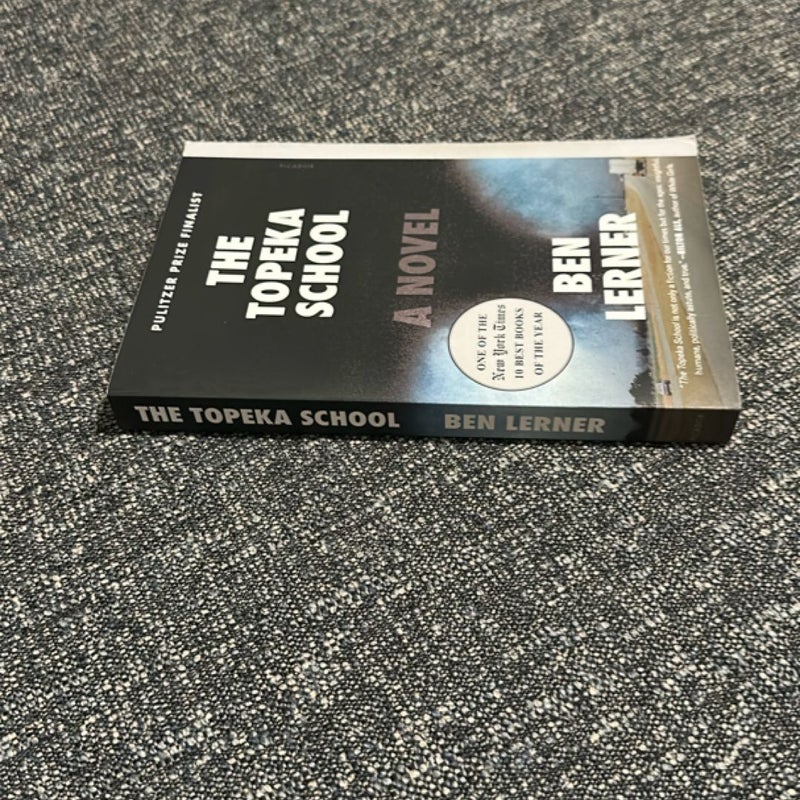 PULITZER PRIZE FINALIST
THE
TOPEKA
SCHOOL
A NOVEL
PICADOR
ONE OF THE
New York Times
10 BEST BOOKS
OF THE YEAR
BEN
LERNER
"The Topeka School is not only a fiction for our times but for the ages: insightful,
humane, politically astute, and true." —HILTON ALS, author of White Girls
THE TOPEKA SCHOOL BEN LERNER